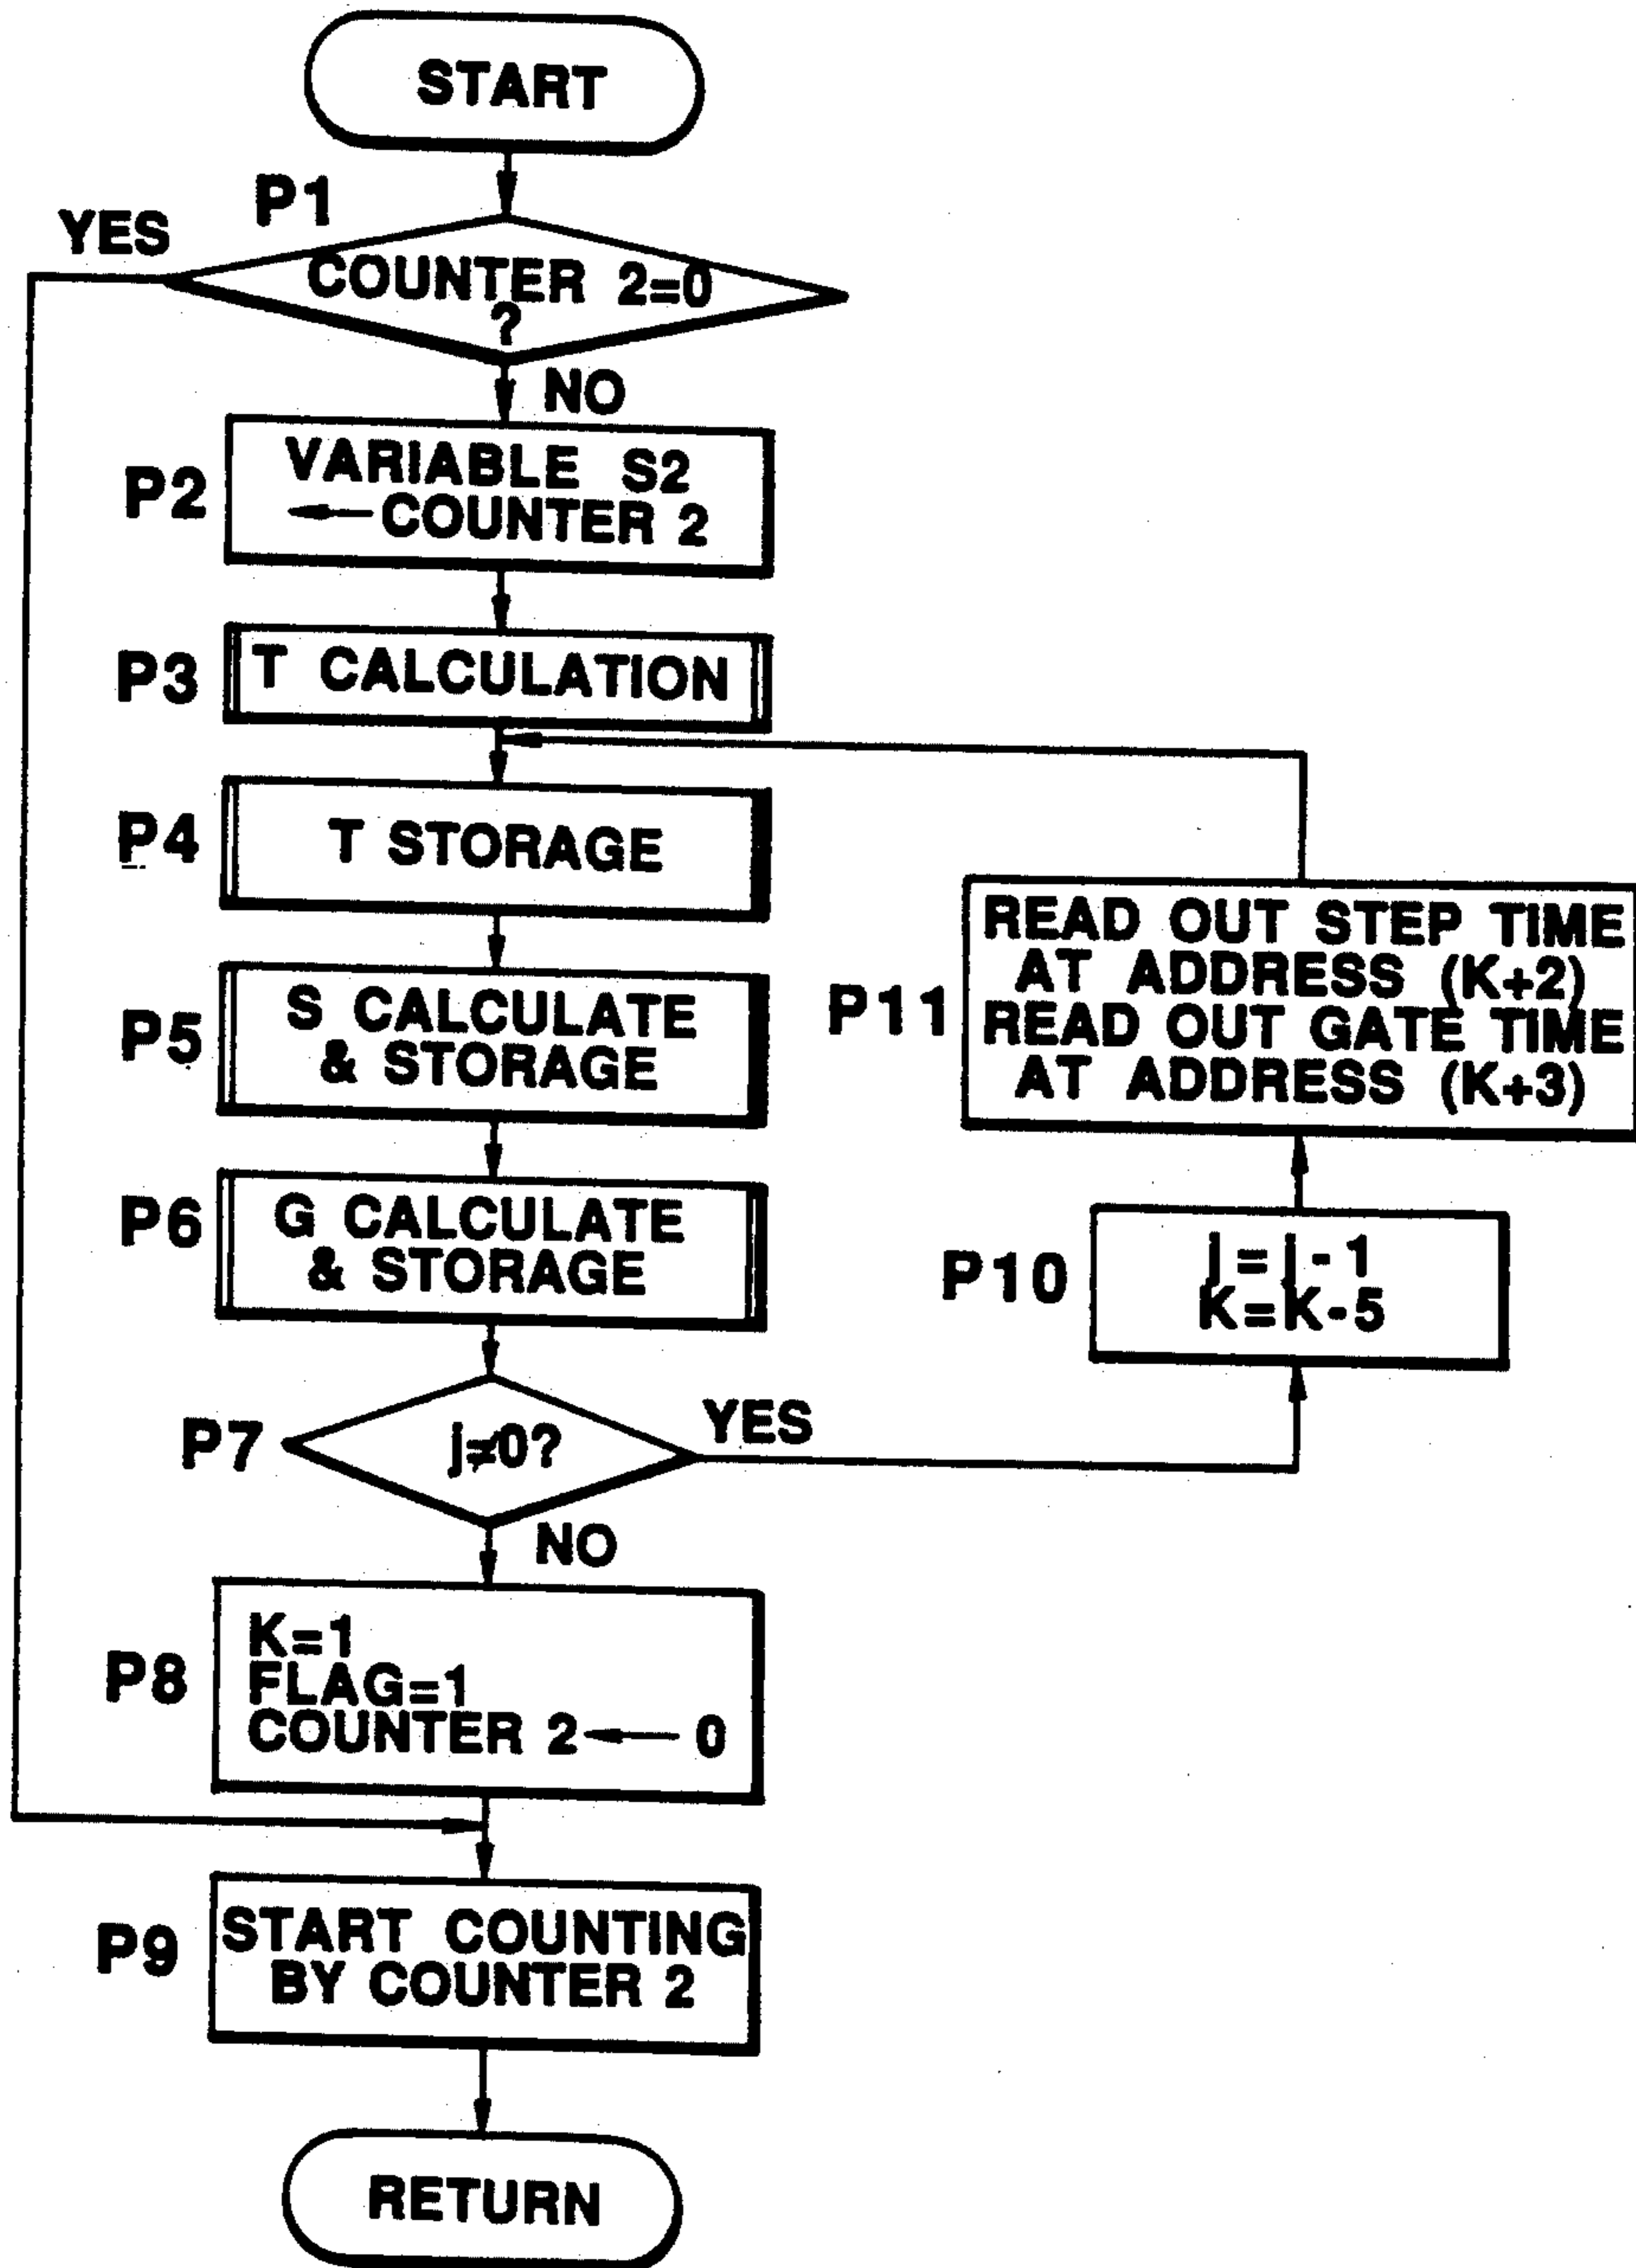 START
P1
YES
COUNTER 2=0
?
NO
P2
VARIABLE S2
←COUNTER 2
P3
T CALCULATION
P4
T STORAGE
P5
S CALCULATE
& STORAGE
P6
G CALCULATE
& STORAGE
P7
j≠0?
YES
NO
P11
READ OUT STEP TIME
AT ADDRESS (K+2)
READ OUT GATE TIME
AT ADDRESS (K+3)
P10
j=j-1
K=K-5
P8
K=1
FLAG=1
COUNTER 2← 0
P9
START COUNTING
BY COUNTER 2
RETURN